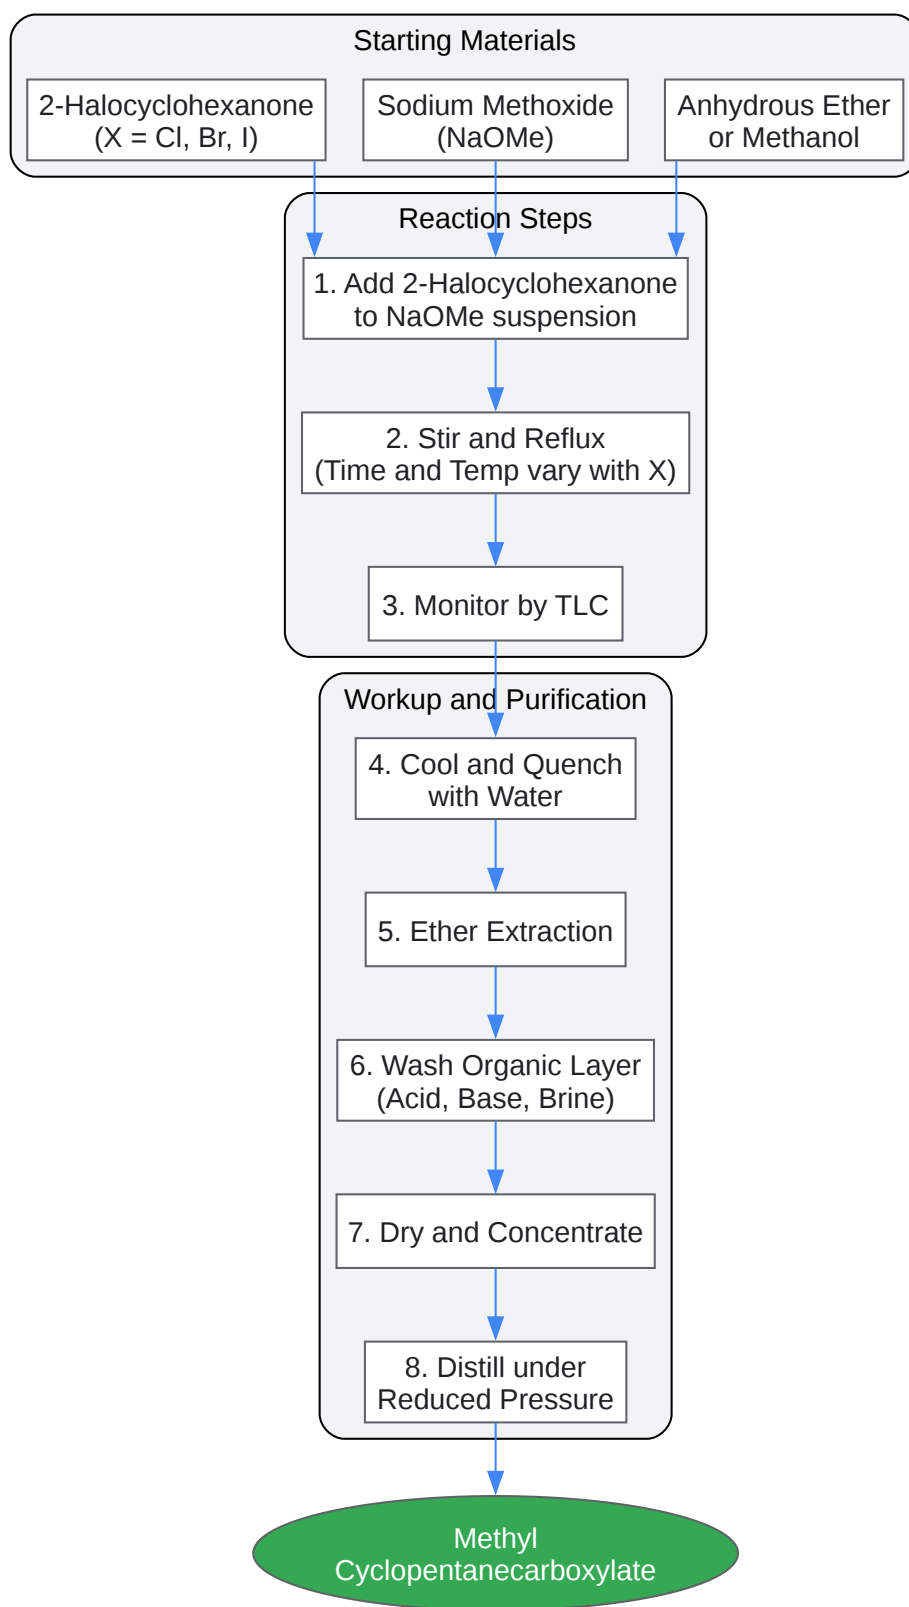 Starting Materials
2-Halocyclohexanone
(X = Cl, Br, I)
Sodium Methoxide
(NaOMe)
Anhydrous Ether
or Methanol
Reaction Steps
1. Add 2-Halocyclohexanone
to NaOMe suspension
2. Stir and Reflux
(Time and Temp vary with X)
3. Monitor by TLC
Workup and Purification
4. Cool and Quench
with Water
5. Ether Extraction
6. Wash Organic Layer
(Acid, Base, Brine)
7. Dry and Concentrate
8. Distill under
Reduced Pressure
Methyl
Cyclopentanecarboxylate